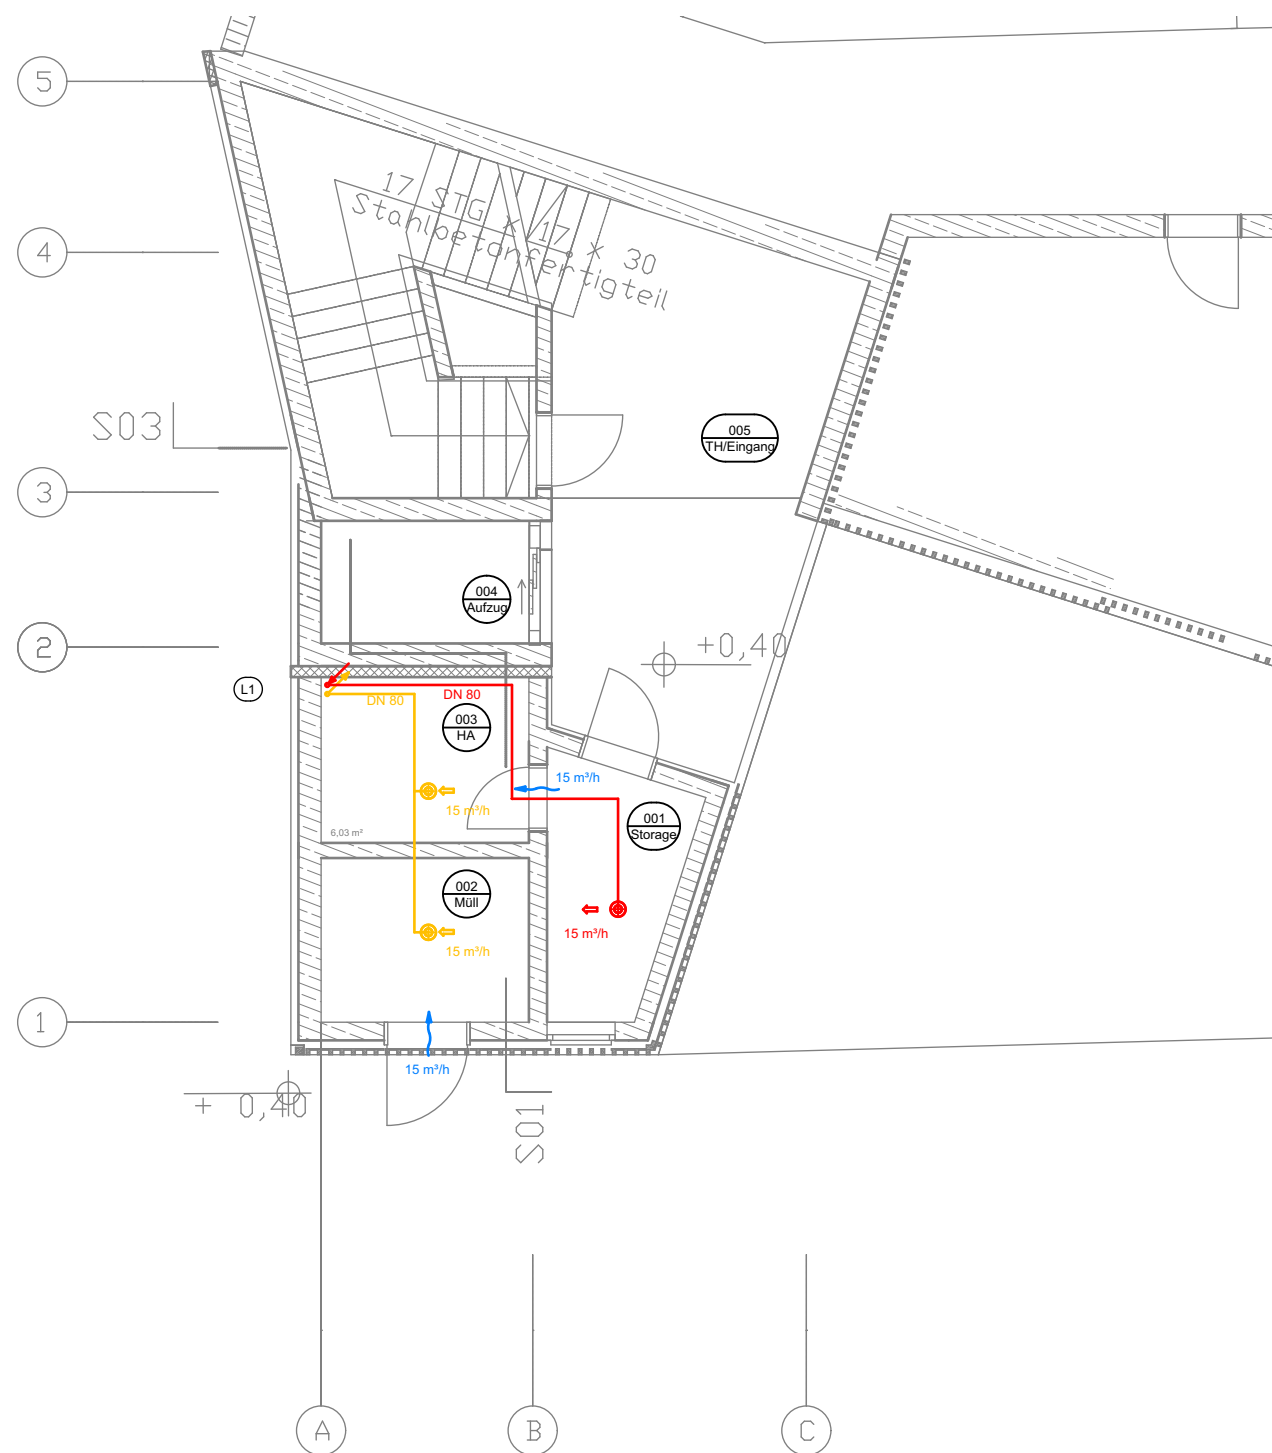 5
17 STG X 17 X 30
Stahlbetonfertigteil
4
S03
005
TH/Eingang
3
004
Aufzug
2
+0,40
L1
DN 80
DN 80
003
HA
15 m³/h
15 m³/h
001
Storage
6,03 m²
002
Müll
15 m³/h
15 m³/h
1
15 m³/h
+ 0,40
S01
A
B
C